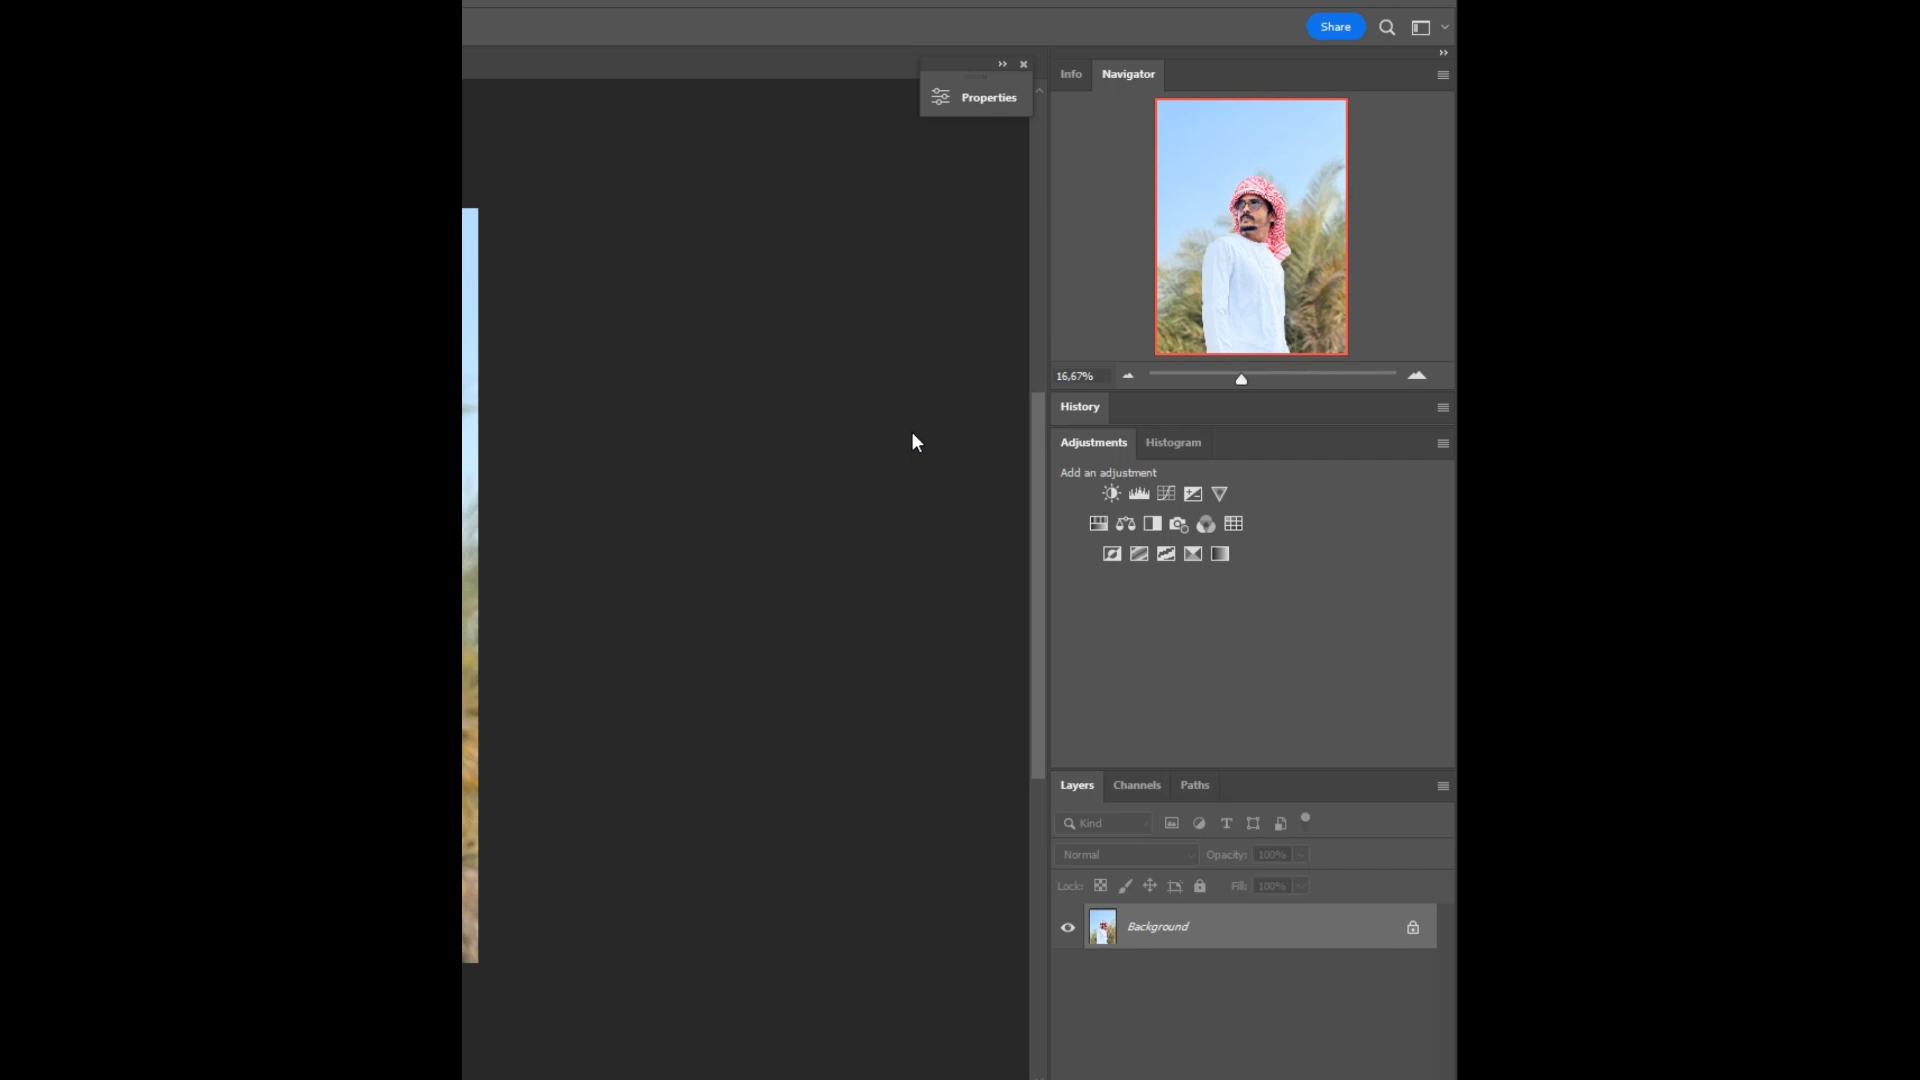 Share
Info Navigator
Properties
16,67%
History
Adjustments Histogram
Add an adjustment
Layers Channels Paths
Kind
Normal Opacity: 100%
Lock: Fill: 100%
Background